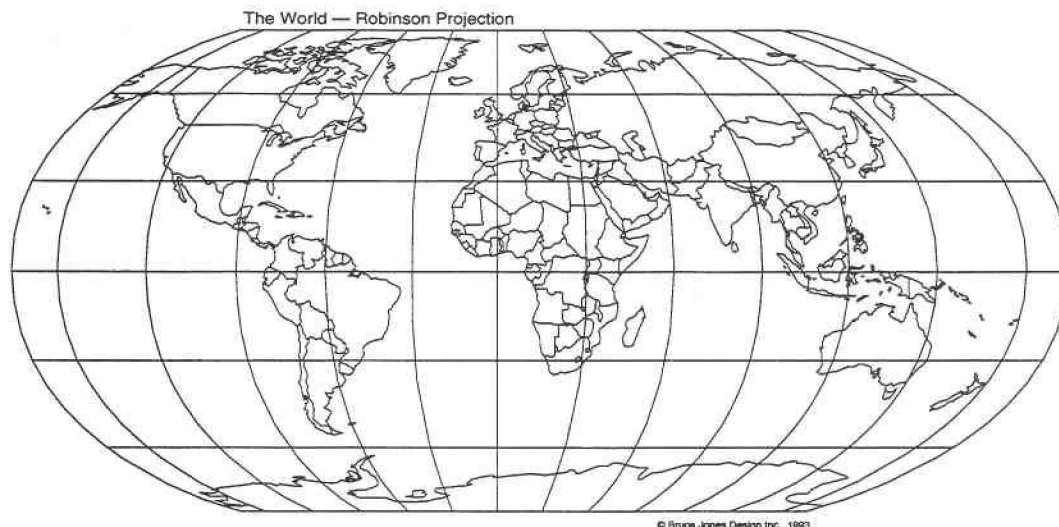 The World — Robinson Projection
© Bruce Jones Design Inc. 1993